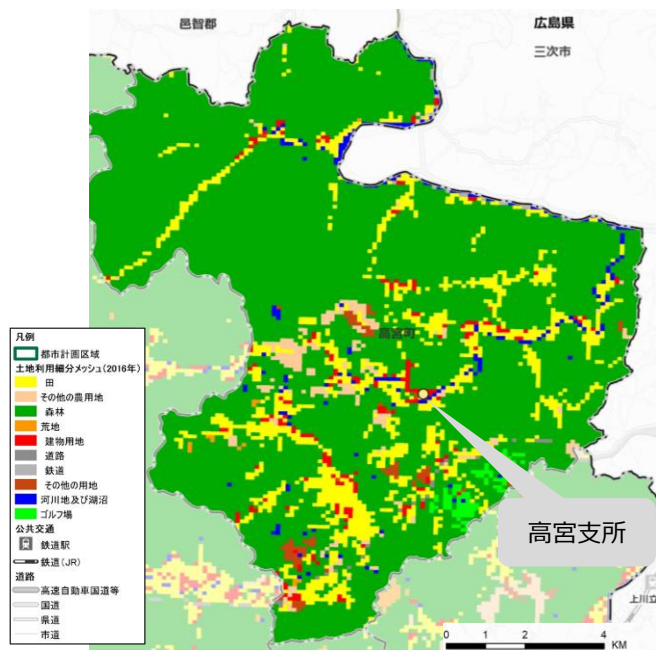 邑智郡
広島県
三次市
高宮町
高宮支所
上川立
凡例
都市計画区域
土地利用細分メッシュ(2016年)
田
その他の農用地
森林
荒地
建物用地
道路
鉄道
その他の用地
河川地及び湖沼
ゴルフ場
公共交通
鉄道駅
鉄道(JR)
道路
高速自動車国道等
国道
県道
市道
0 1 2 4
KM